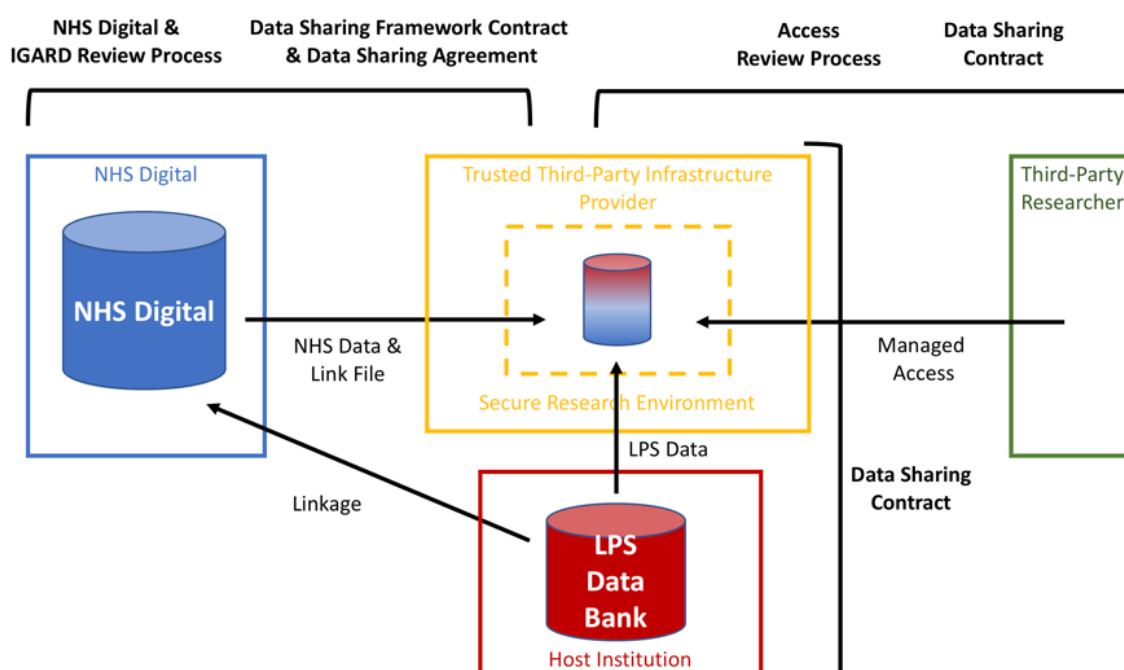 NHS Digital &
IGARD Review Process
Data Sharing Framework Contract
& Data Sharing Agreement
Access
Review Process
Data Sharing
Contract
NHS Digital
Trusted Third-Party Infrastructure
Provider
Third-Party
Researcher
NHS Digital
NHS Data &
Link File
Managed
Access
Secure Research Environment
LPS Data
Linkage
Data Sharing
Contract
LPS
Data
Bank
Host Institution